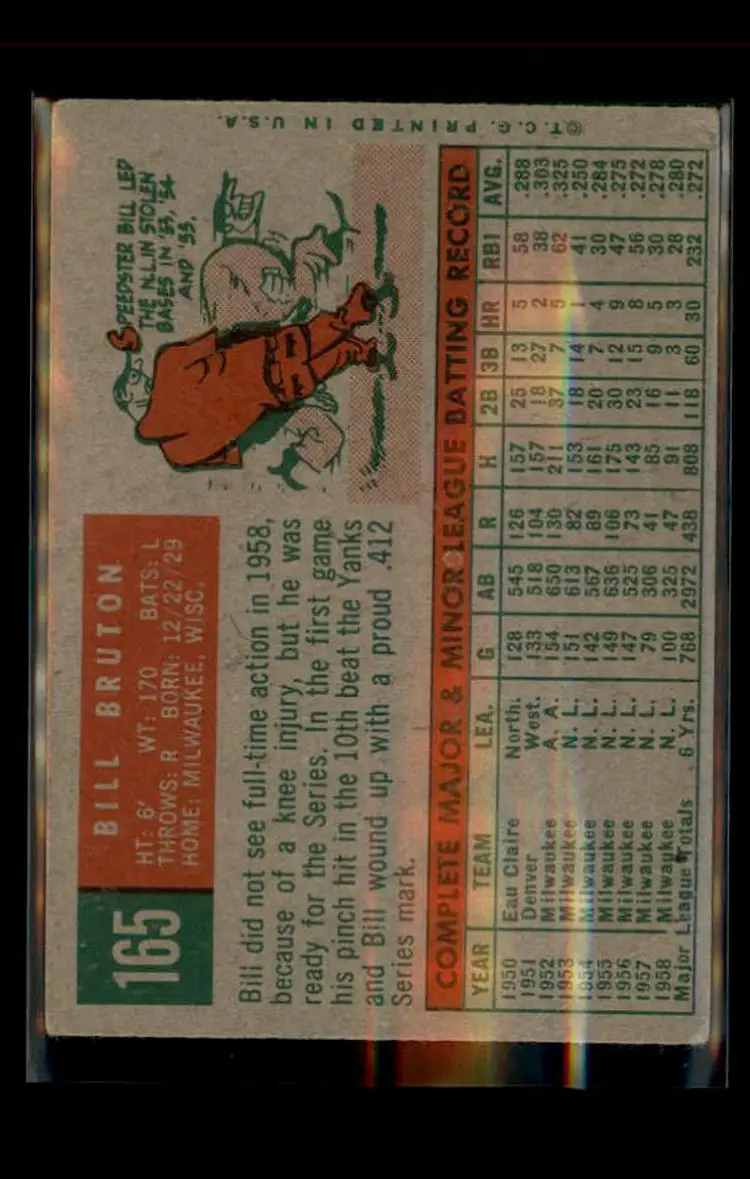 165
BILL BRUTON
HT: 6' WT: 170 BATS: L
THROWS: R BORN: 12/22/29
HOME: MILWAUKEE, WISC.
SPEEDSTER BILL LED
THE N.L. IN STOLEN
BASES IN '53, '54
AND '55.
Bill did not see full-time action in 1958,
because of a knee injury, but he was
ready for the Series. In the first game
his pinch hit in the 10th beat the Yanks
and Bill wound up with a proud .412
Series mark.
COMPLETE MAJOR & MINOR LEAGUE BATTING RECORD
YEAR TEAM LEA. G AB R H 2B 3B HR RBI AVG.
1950 Eau Claire North. 128 545 126 157 25 13 5 58 .288
1951 Denver West. 133 518 104 157 18 27 2 38 .303
1952 Milwaukee A. A. 154 650 130 211 37 7 5 62 .325
1953 Milwaukee N. L. 151 613 82 153 18 14 1 41 .250
1954 Milwaukee N. L. 142 567 89 161 20 7 4 30 .284
1955 Milwaukee N. L. 149 636 106 175 30 12 9 47 .275
1956 Milwaukee N. L. 147 525 73 143 23 15 8 56 .272
1957 Milwaukee N. L. 79 306 41 85 16 9 5 30 .278
1958 Milwaukee N. L. 100 325 47 91 11 3 3 28 .280
Major League Totals 6 Yrs. 768 2972 438 808 118 60 30 232 .272
©T. C. G. PRINTED IN U.S.A.